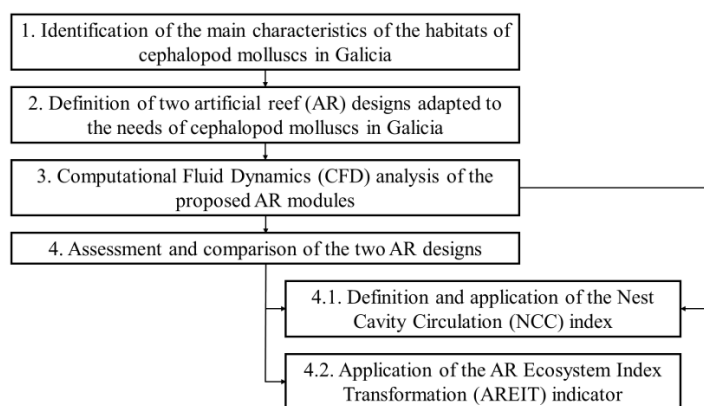 1. Identification of the main characteristics of the habitats of
cephalopod molluscs in Galicia
2. Definition of two artificial reef (AR) designs adapted to
the needs of cephalopod molluscs in Galicia
3. Computational Fluid Dynamics (CFD) analysis of the
proposed AR modules
4. Assessment and comparison of the two AR designs
4.1. Definition and application of the Nest
Cavity Circulation (NCC) index
4.2. Application of the AR Ecosystem Index
Transformation (AREIT) indicator